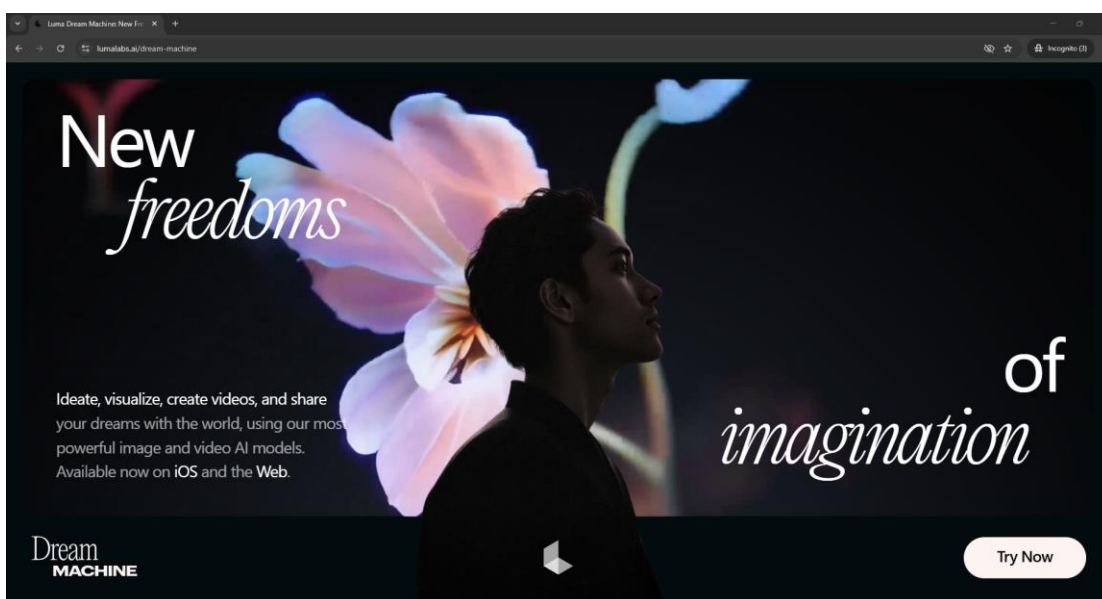 Luma Dream Machine: New Fre
lumalabs.ai/dream-machine
Incognito (3)
New
freedoms
of
imagination
Ideate, visualize, create videos, and share
your dreams with the world, using our most
powerful image and video AI models.
Available now on iOS and the Web.
Dream
MACHINE
Try Now